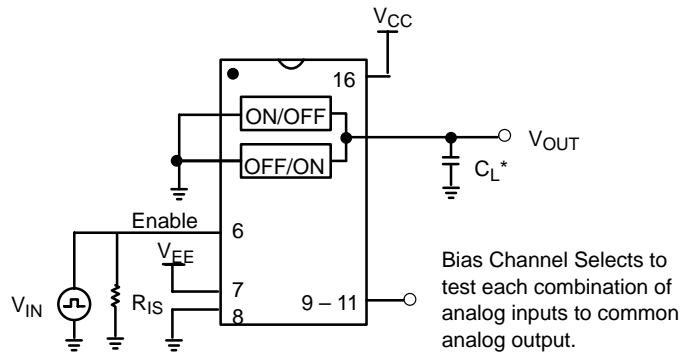 VCC
16
ON/OFF
VOUT
OFF/ON
CL*
Enable
6
VEE
VIN
RIS
7
8
9 – 11
Bias Channel Selects to
test each combination of
analog inputs to common
analog output.